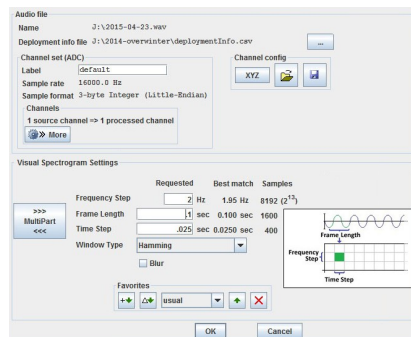 Audio file
Name J:\2015-04-23.wav
Deployment info file J:\2014-overwinter\deploymentInfo.csv ...
Channel set (ADC)
Channel config
Label default
XYZ
Sample rate 16000.0 Hz
Sample format 3-byte Integer (Little-Endian)
Channels
1 source channel => 1 processed channel
@» More
Visual Spectrogram Settings
Requested Best match Samples
Frequency Step 2 Hz 1.95 Hz 8192 (2^13)
>>>
MultiPart
<<<
Frame Length .1 sec 0.100 sec 1600
Time Step .025 sec 0.0250 sec 400
Window Type Hamming
Blur
Frame Length
Frequency
Step
Time Step
Favorites
usual
OK Cancel